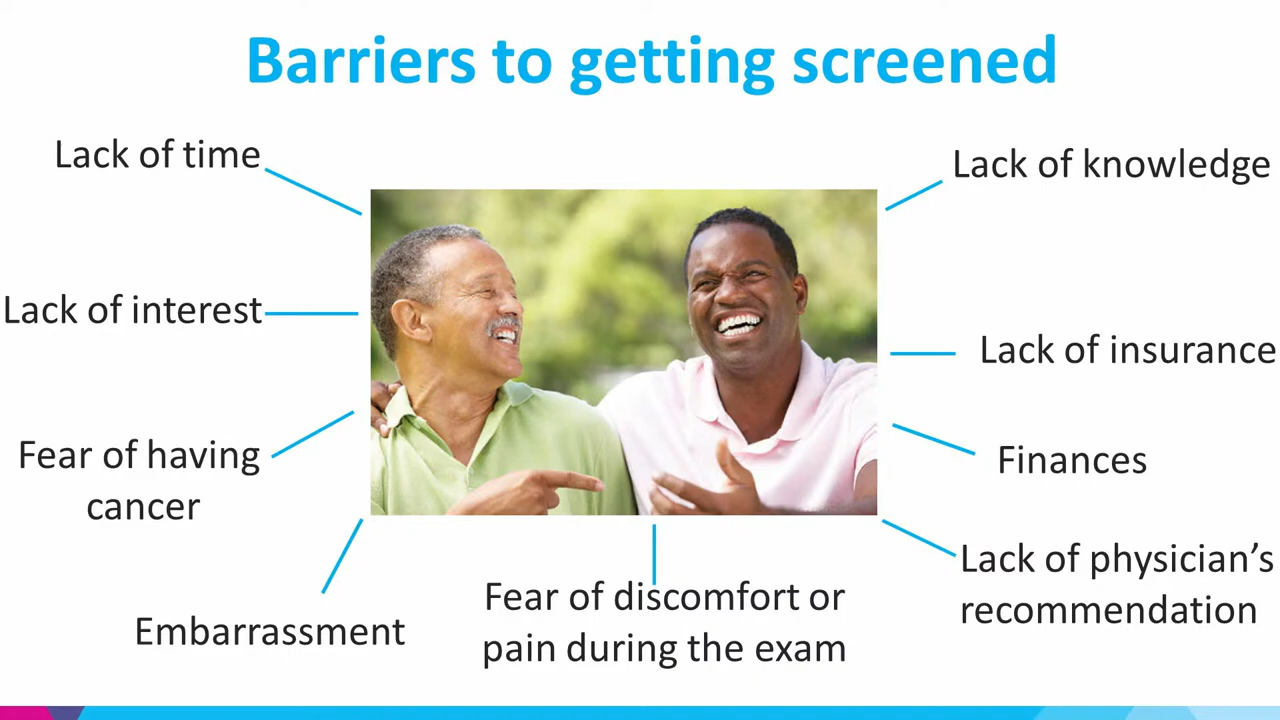 Barriers to getting screened
Lack of time
Lack of knowledge
Lack of interest
Lack of insurance
Fear of having
cancer
Finances
Lack of physician’s
recommendation
Embarrassment
Fear of discomfort or
pain during the exam